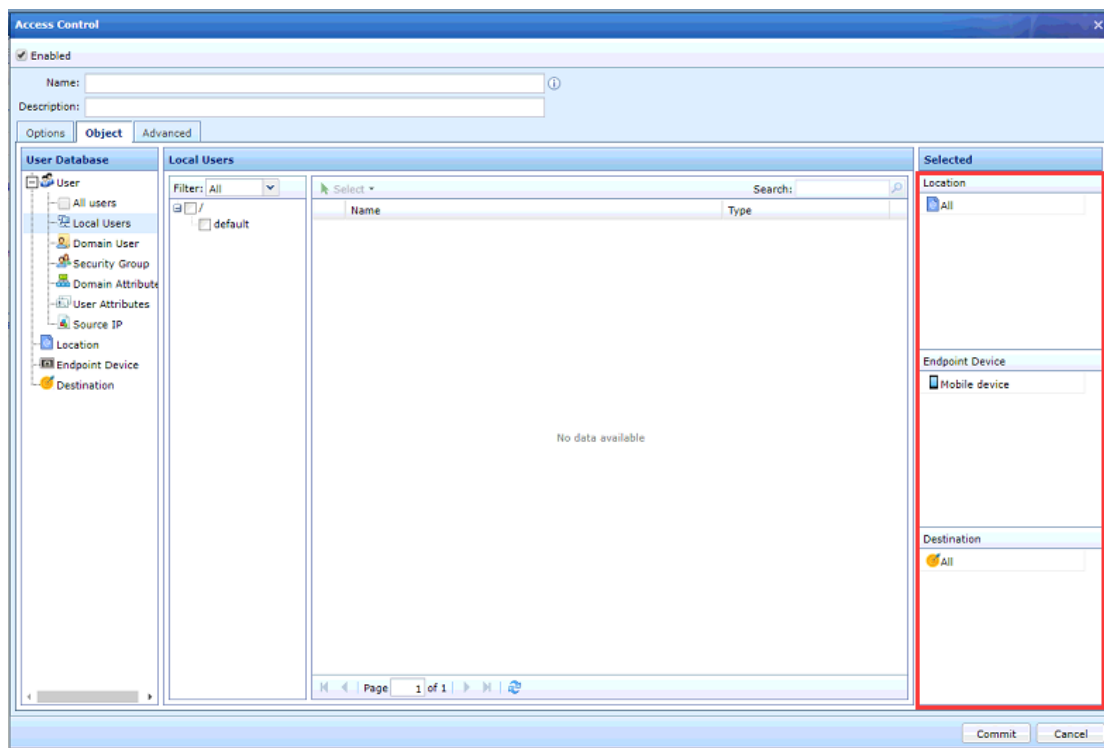 Access Control
Enabled
Name:
Description:
Options Object Advanced
User Database
User
All users
Local Users
Domain User
Security Group
Domain Attribute
User Attributes
Source IP
Location
Endpoint Device
Destination
Local Users
Filter: All
/
default
Select Search:
Name Type
No data available
Page 1 of 1
Selected
Location
All
Endpoint Device
Mobile device
Destination
All
Commit Cancel